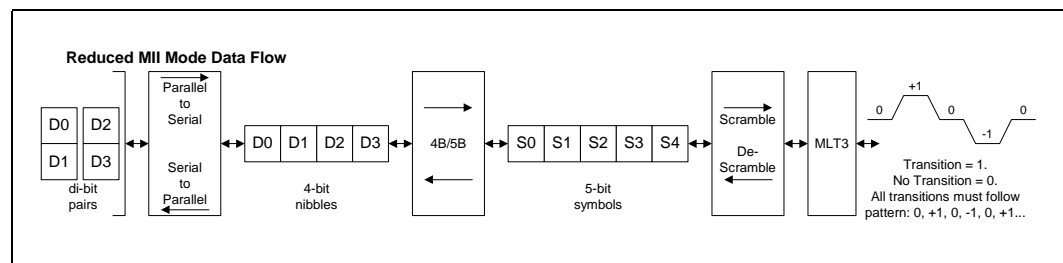 Reduced MII Mode Data Flow
D0 D2
D1 D3
di-bit
pairs
Parallel
to
Serial
Serial
to
Parallel
D0 D1 D2 D3
4-bit
nibbles
4B/5B
S0 S1 S2 S3 S4
5-bit
symbols
Scramble
De-
Scramble
MLT3
0 +1 0 -1 0
Transition = 1.
No Transition = 0.
All transitions must follow
pattern: 0, +1, 0, -1, 0, +1...